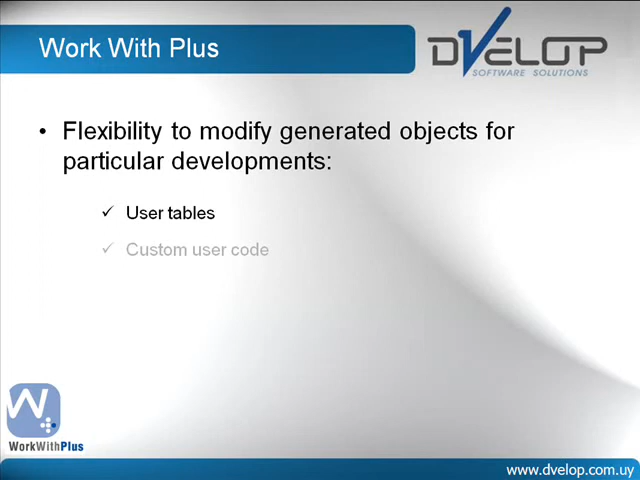 Work With Plus
DVELOP
SOFTWARE SOLUTIONS
• Flexibility to modify generated objects for
particular developments:
✓ User tables
✓ Custom user code
W
WorkWithPlus
www.dvelop.com.uy